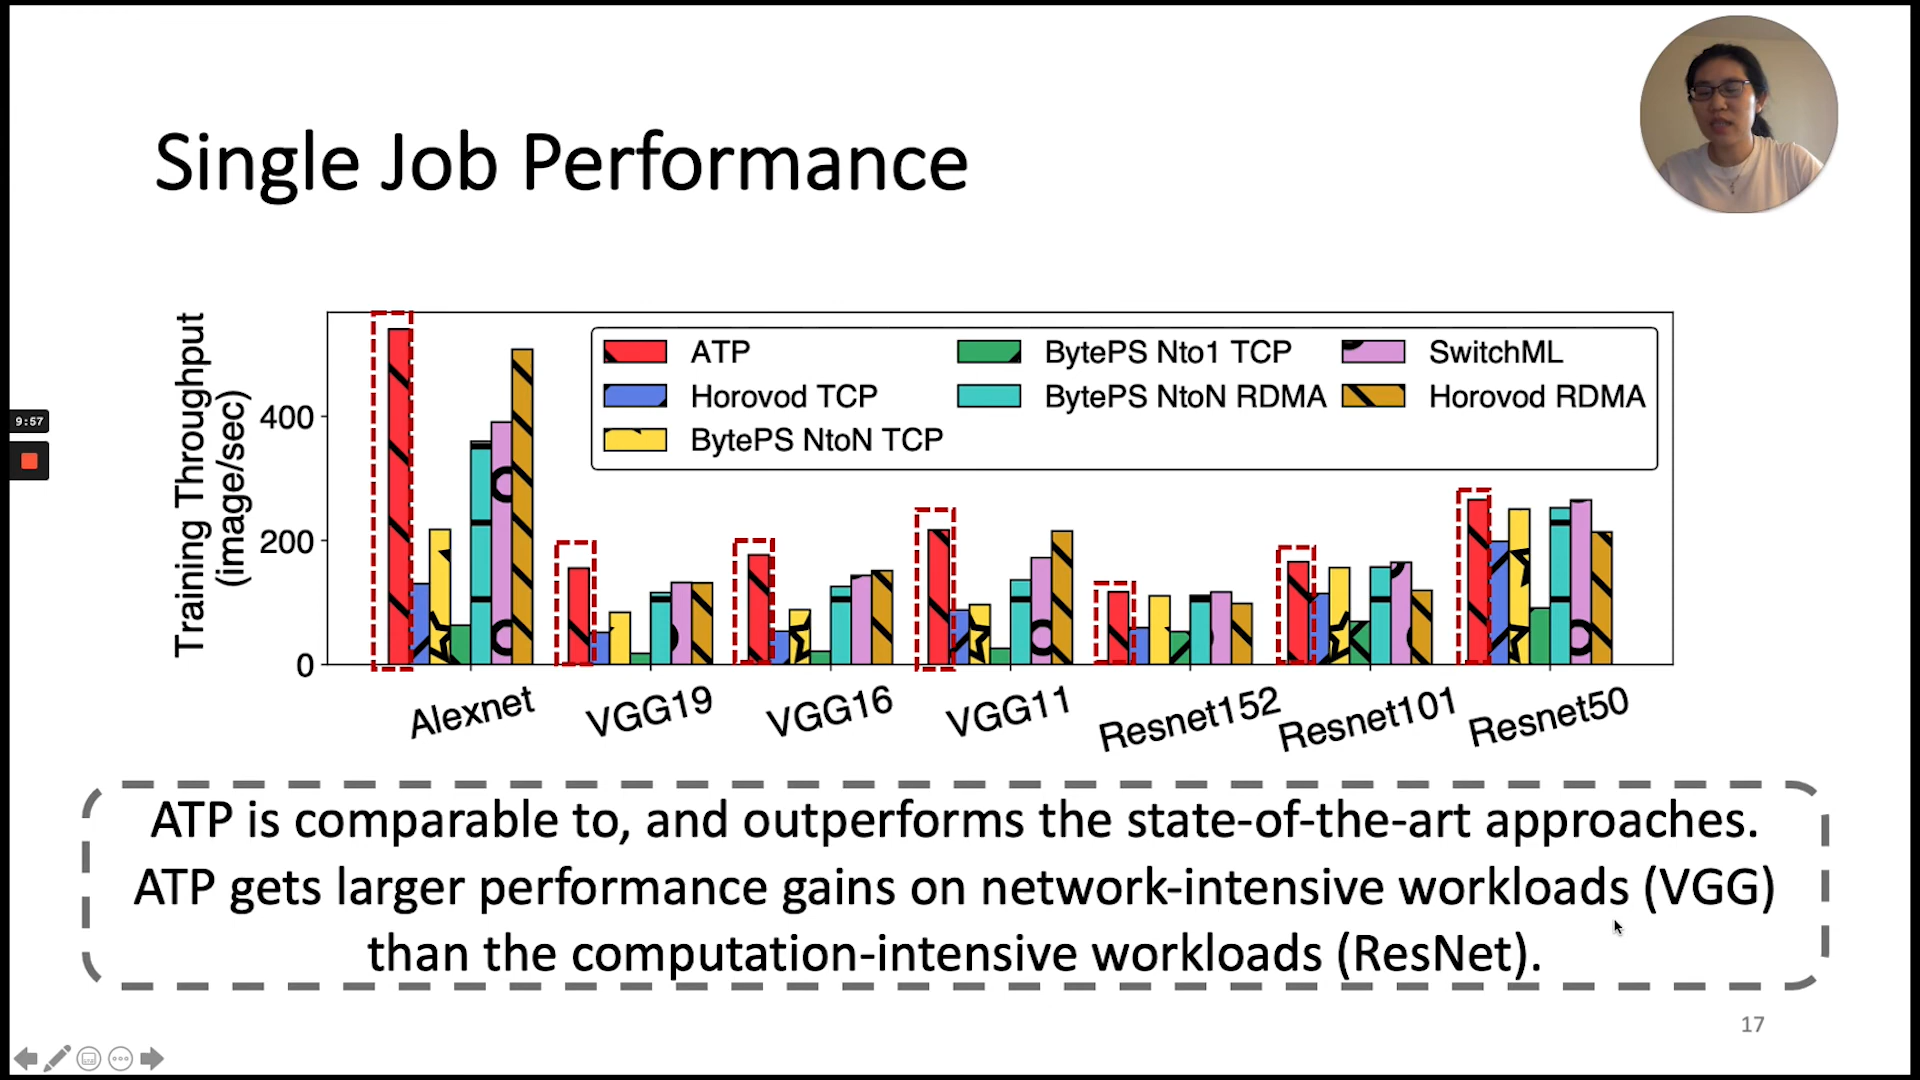 Single Job Performance
Training Throughput
(image/sec)
400
200
0
ATP
Horovod TCP
BytePS NtoN TCP
BytePS Nto1 TCP
BytePS NtoN RDMA
SwitchML
Horovod RDMA
Alexnet
VGG19
VGG16
VGG11
Resnet152
Resnet101
Resnet50
9:57
ATP is comparable to, and outperforms the state-of-the-art approaches.
ATP gets larger performance gains on network-intensive workloads (VGG)
than the computation-intensive workloads (ResNet).
17